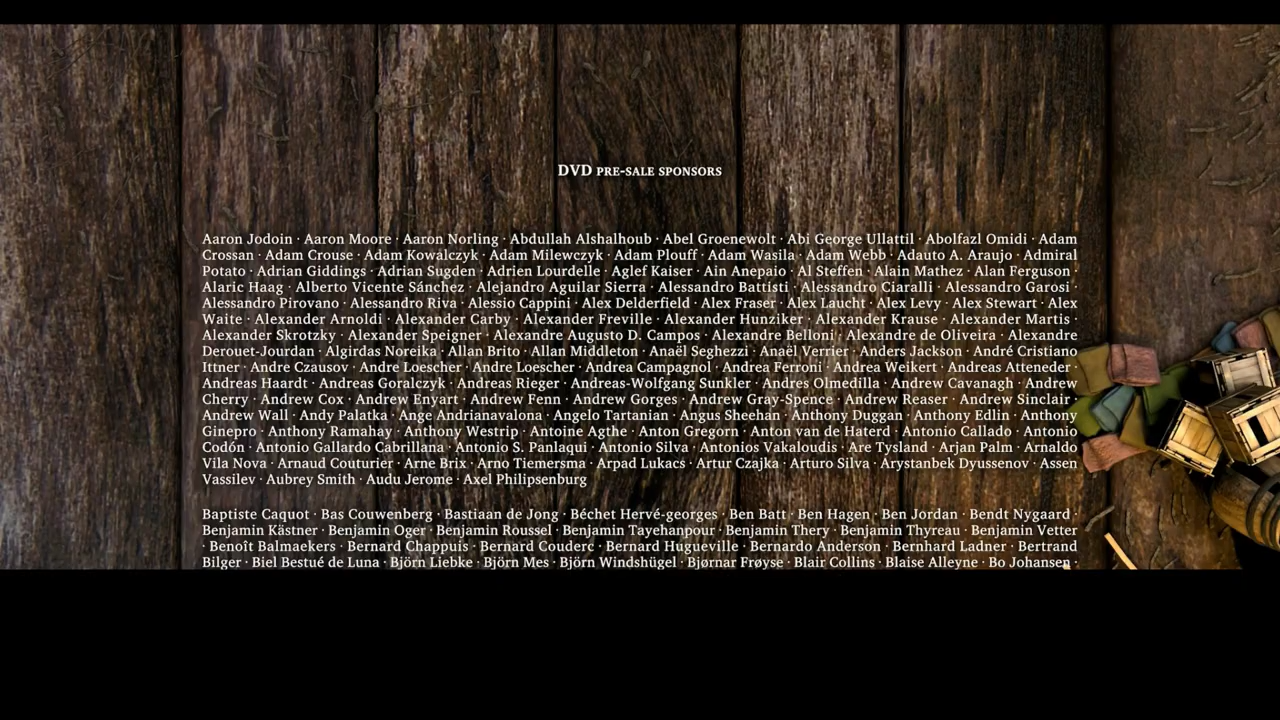 DVD PRE-SALE SPONSORS
Aaron Jodoin · Aaron Moore · Aaron Norling · Abdullah Alshalhoub · Abel Groenewolt · Abi George Ullattil · Abolfazl Omidi · Adam
Crossan · Adam Crouse · Adam Kowalczyk · Adam Milewczyk · Adam Plouff · Adam Wasila · Adam Webb · Adauto A. Araujo · Admiral
Potato · Adrian Giddings · Adrian Sugden · Adrien Lourdelle · Aglef Kaiser · Ain Anepaio · Al Steffen · Alain Mathez · Alan Ferguson ·
Alaric Haag · Alberto Vicente Sánchez · Alejandro Aguilar Sierra · Alessandro Battisti · Alessandro Ciaralli · Alessandro Garosi ·
Alessandro Pirovano · Alessandro Riva · Alessio Cappini · Alex Delderfield · Alex Fraser · Alex Laucht · Alex Levy · Alex Stewart · Alex
Waite · Alexander Arnoldi · Alexander Carby · Alexander Freville · Alexander Hunziker · Alexander Krause · Alexander Martis ·
Alexander Skrotzky · Alexander Speigner · Alexandre Augusto D. Campos · Alexandre Belloni · Alexandre de Oliveira · Alexandre
Derouet-Jourdan · Algirdas Noreika · Allan Brito · Allan Middleton · Anaël Seghezzi · Anaël Verrier · Anders Jackson · André Cristiano
Ittner · Andre Czausov · Andre Loescher · Andre Loescher · Andrea Campagnol · Andrea Ferroni · Andrea Weikert · Andreas Atteneder ·
Andreas Haardt · Andreas Goralczyk · Andreas Rieger · Andreas-Wolfgang Sunkler · Andres Olmedilla · Andrew Cavanagh · Andrew
Cherry · Andrew Cox · Andrew Enyart · Andrew Fenn · Andrew Gorges · Andrew Gray-Spence · Andrew Reaser · Andrew Sinclair ·
Andrew Wall · Andy Palatka · Ange Andrianavalona · Angelo Tartanian · Angus Sheehan · Anthony Duggan · Anthony Edlin · Anthony
Ginepro · Anthony Ramahay · Anthony Westrip · Antoine Agthe · Anton Gregorn · Anton van de Haterd · Antonio Callado · Antonio
Codón · Antonio Gallardo Cabrillana · Antonio S. Panlaqui · Antonio Silva · Antonios Vakaloudis · Are Tysland · Arjan Palm · Arnaldo
Vila Nova · Arnaud Couturier · Arne Brix · Arno Tiemersma · Arpad Lukacs · Artur Czajka · Arturo Silva · Arystanbek Dyussenov · Assen
Vassilev · Aubrey Smith · Audu Jerome · Axel Philipsenburg
Baptiste Caquot · Bas Couwenberg · Bastiaan de Jong · Béchet Hervé-georges · Ben Batt · Ben Hagen · Ben Jordan · Bendt Nygaard ·
Benjamin Kästner · Benjamin Oger · Benjamin Roussel · Benjamin Tayehanpour · Benjamin Thery · Benjamin Thyreau · Benjamin Vetter
· Benoît Balmaekers · Bernard Chappuis · Bernard Couderc · Bernard Hugueville · Bernardo Anderson · Bernhard Ladner · Bertrand
Bilger · Biel Bestué de Luna · Björn Liebke · Björn Mes · Björn Windshügel · Bjørnar Frøyse · Blair Collins · Blaise Alleyne · Bo Johansen ·